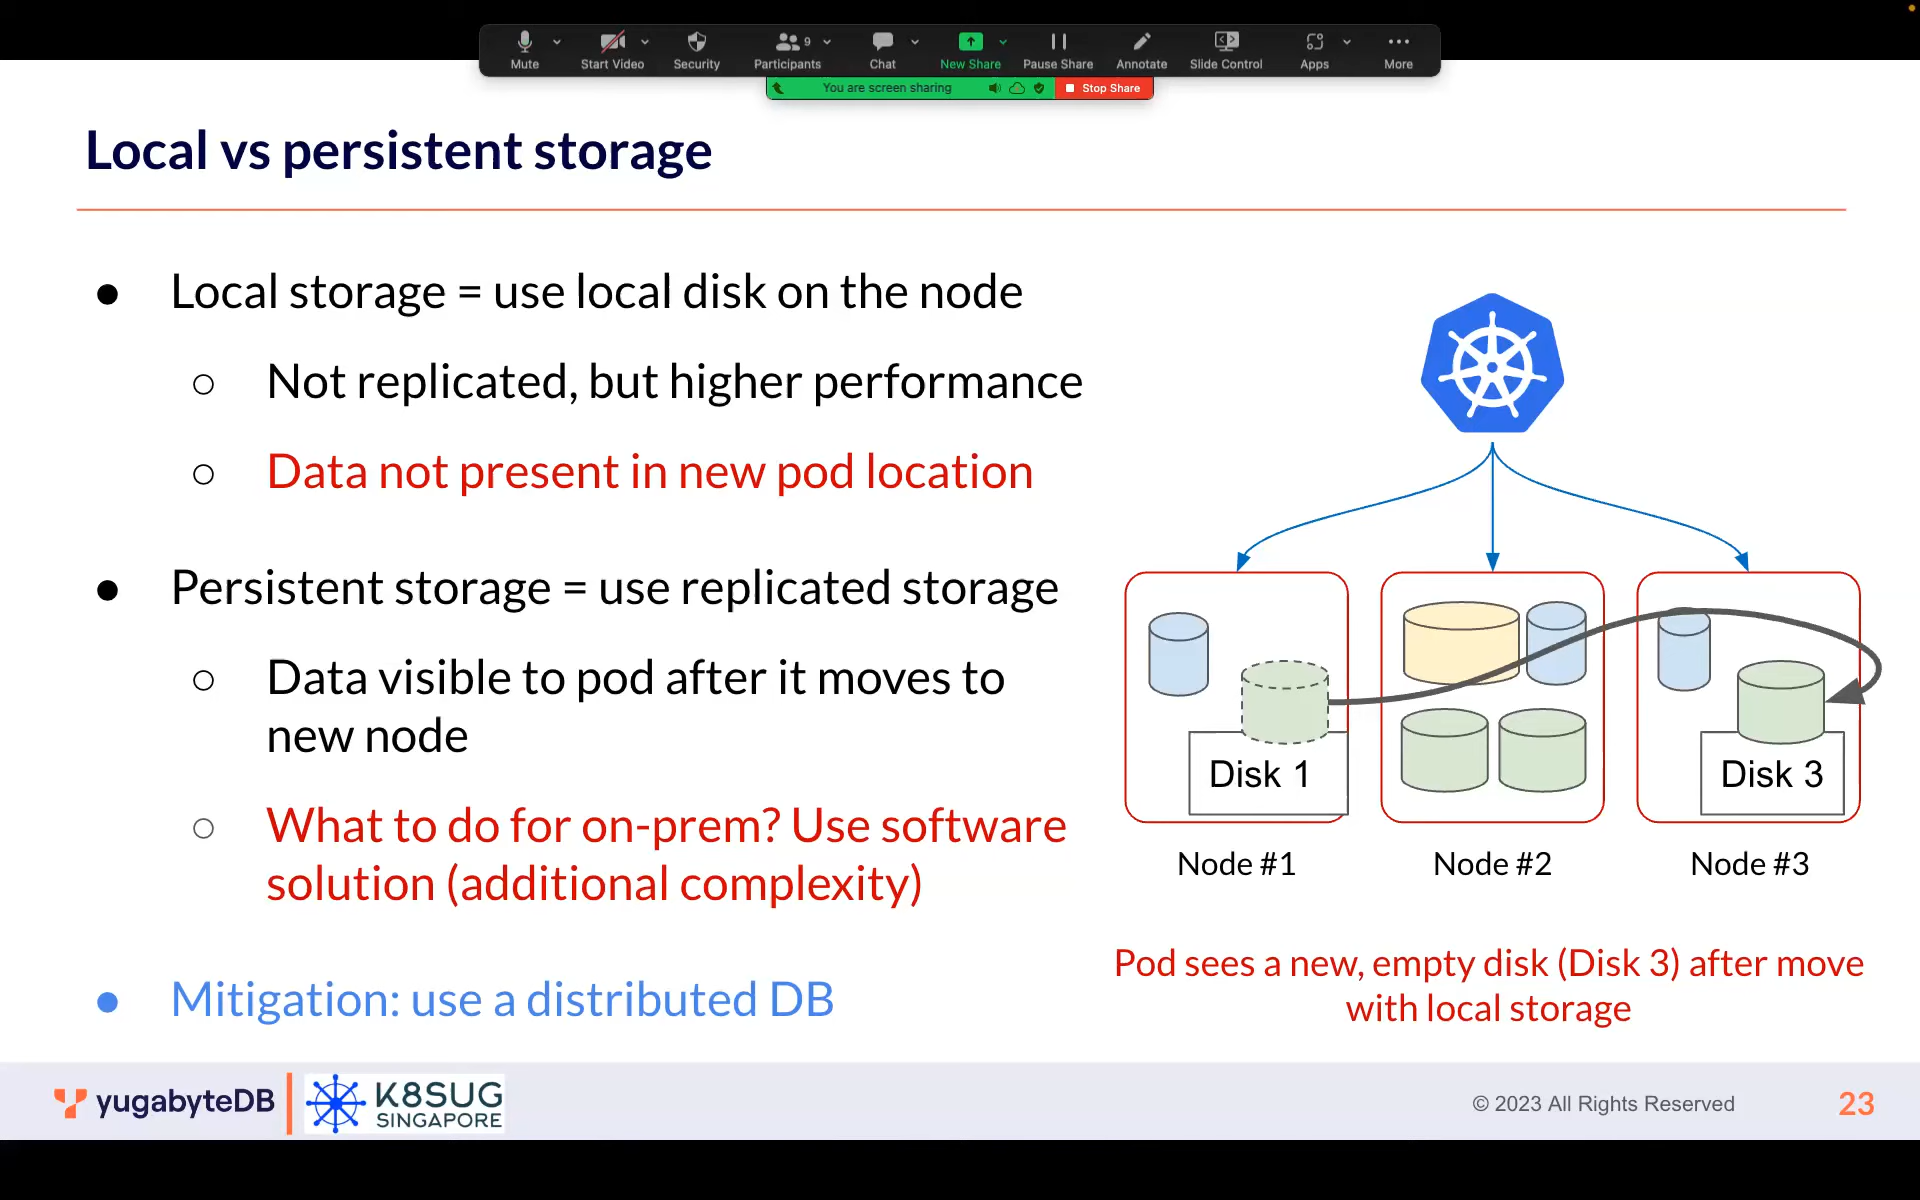 Mute
Start Video
Security
Participants
9
Chat
New Share
Pause Share
Annotate
Slide Control
Apps
More
You are screen sharing
Stop Share
Local vs persistent storage
● Local storage = use local disk on the node
○ Not replicated, but higher performance
○ Data not present in new pod location
● Persistent storage = use replicated storage
○ Data visible to pod after it moves to
new node
○ What to do for on-prem? Use software
solution (additional complexity)
● Mitigation: use a distributed DB
Disk 1
Disk 3
Node #1
Node #2
Node #3
Pod sees a new, empty disk (Disk 3) after move
with local storage
yugabyteDB
K8SUG
SINGAPORE
© 2023 All Rights Reserved
23